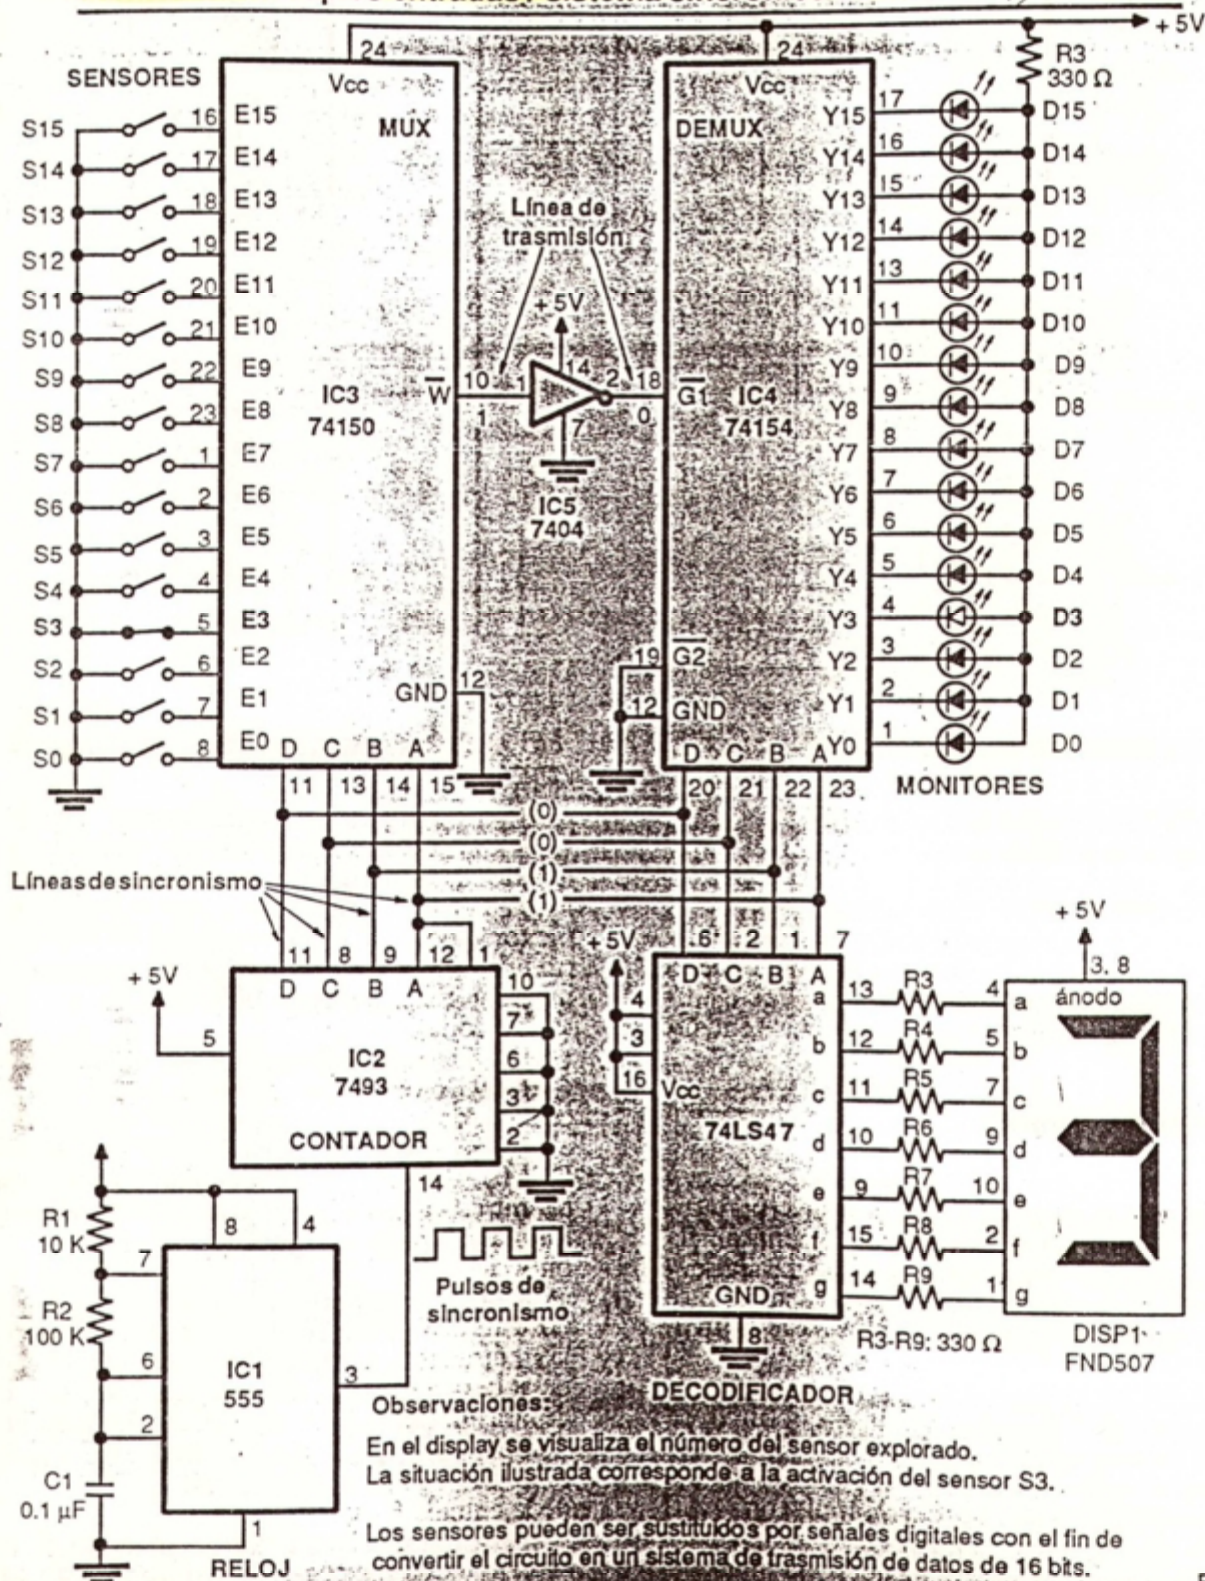 + 5V
SENSORES
24
Vcc
MUX
24
Vcc
DEMUX
R3
330 Ω
S15 16 E15
S14 17 E14
S13 18 E13
S12 19 E12
S11 20 E11
S10 21 E10
S9 22 E9
S8 23 E8
S7 1 E7
S6 2 E6
S5 3 E5
S4 4 E4
S3 5 E3
S2 6 E2
S1 7 E1
S0 8 E0
IC3
74150
W 10
1
GND 12
D C B A
11 13 14 15
Línea de
trasmisión
+ 5V
14
1 2
7
IC5
7404
18 G1
0
IC4
74154
19 G2
12 GND
D C B A
20 21 22 23
Y15 17 D15
Y14 16 D14
Y13 15 D13
Y12 14 D12
Y11 13 D11
Y10 11 D10
Y9 10 D9
Y8 9 D8
Y7 8 D7
Y6 7 D6
Y5 6 D5
Y4 5 D4
Y3 4 D3
Y2 3 D2
Y1 2 D1
Y0 1 D0
MONITORES
(0)
(0)
(1)
(1)
Líneas de sincronismo
11 8 9 12 1
D C B A
+ 5V
5
IC2
7493
CONTADOR
10
7
6
3
2
14
Pulsos de
sincronismo
+ 5V
4
3
16 Vcc
6 2 1 7
D C B A
74LS47
a 13 R3 4 a
b 12 R4 5 b
c 11 R5 7 c
d 10 R6 9 d
e 9 R7 10 e
f 15 R8 2 f
g 14 R9 1 g
GND
8
R3-R9: 330 Ω
+ 5V
3, 8
ánodo
DISP1
FND507
DECODIFICADOR
R1
10 K
R2
100 K
C1
0.1 µF
8 4
7
6
2
3
1
IC1
555
RELOJ
Observaciones:
En el display se visualiza el número del sensor explorado.
La situación ilustrada corresponde a la activación del sensor S3.
Los sensores pueden ser sustituídos por señales digitales con el fin de
convertir el circuito en un sistema de trasmisión de datos de 16 bits.